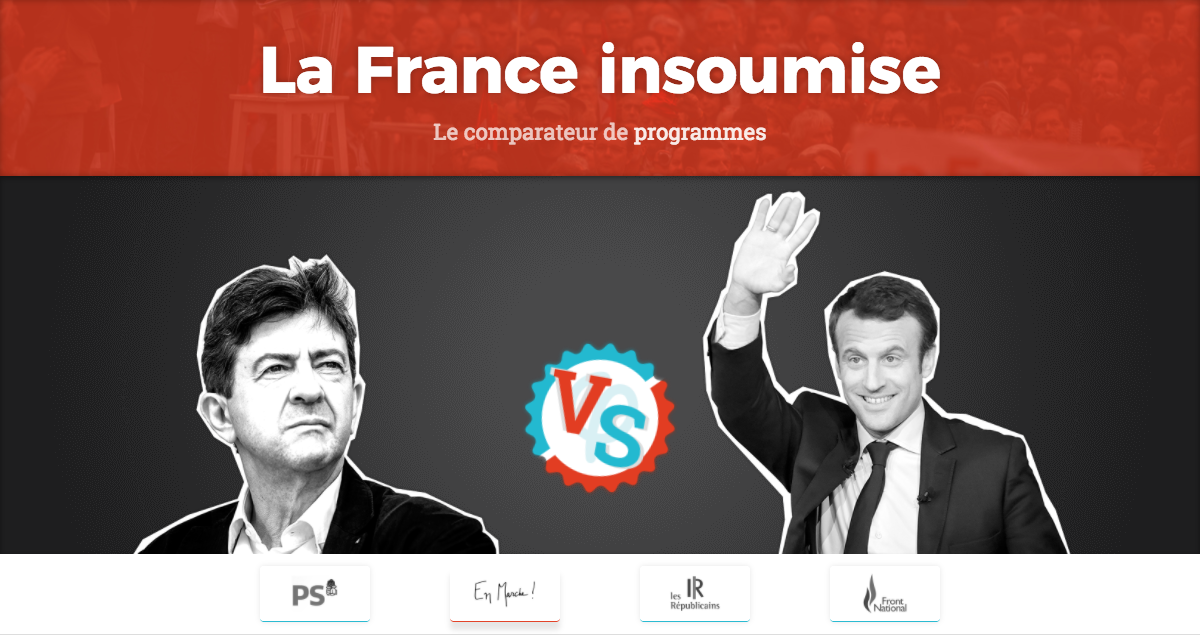 La France insoumise
Le comparateur de programmes
VS
PS
En Marche !
lR
les
Républicains
Front
National